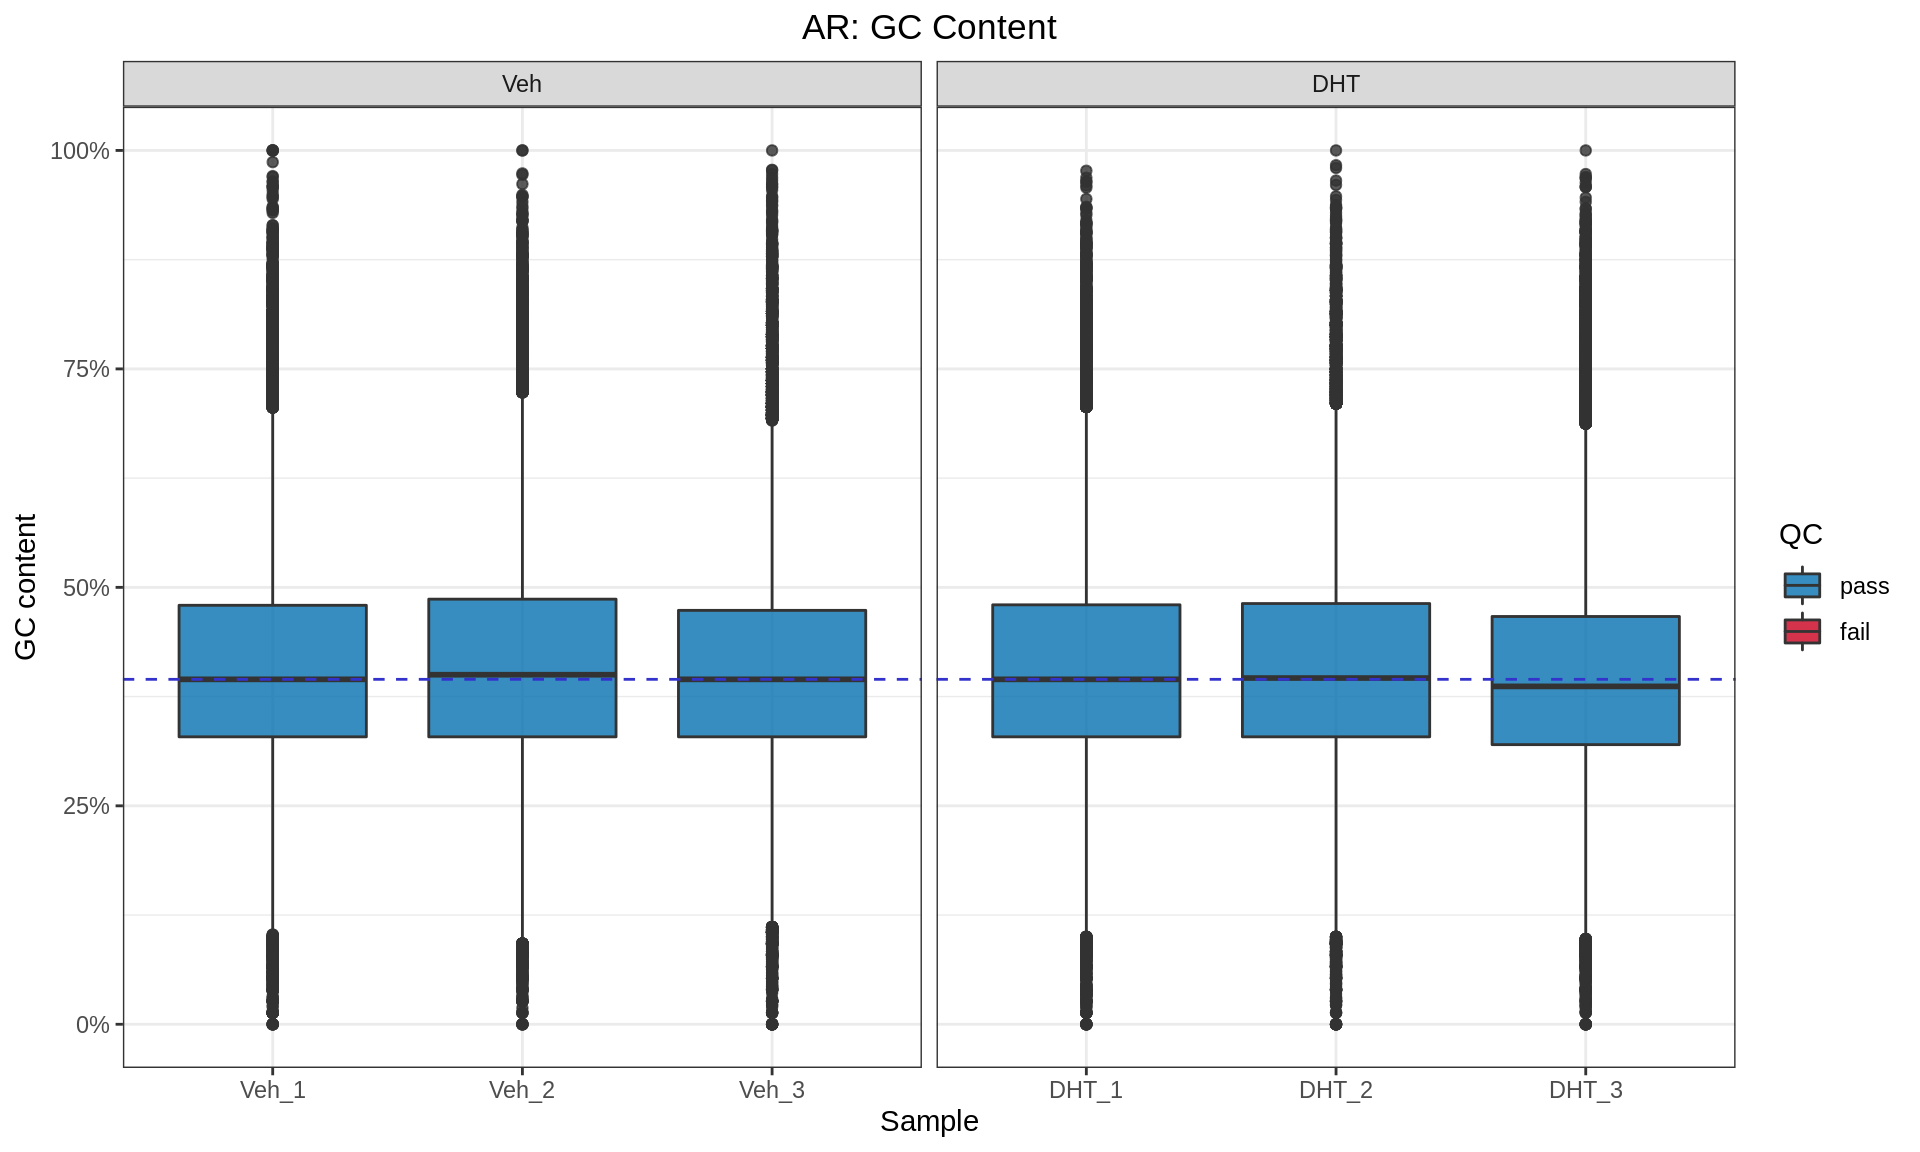 AR: GC Content
Veh
DHT
100%
75%
50%
25%
0%
GC content
Veh_1
Veh_2
Veh_3
DHT_1
DHT_2
DHT_3
Sample
QC
pass
fail